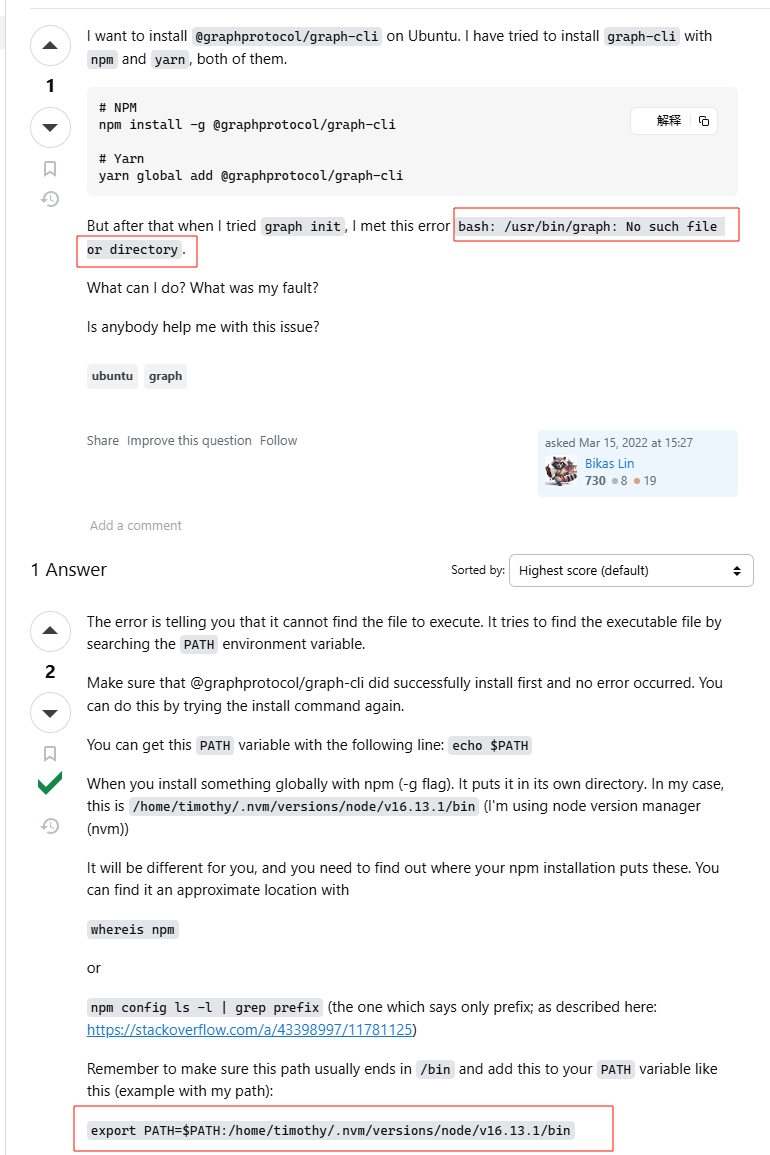 I want to install @graphprotocol/graph-cli on Ubuntu. I have tried to install graph-cli with
npm and yarn, both of them.
1
# NPM
npm install -g @graphprotocol/graph-cli
解释
# Yarn
yarn global add @graphprotocol/graph-cli
But after that when I tried graph init, I met this error bash: /usr/bin/graph: No such file
or directory.
What can I do? What was my fault?
Is anybody help me with this issue?
ubuntu graph
Share Improve this question Follow
asked Mar 15, 2022 at 15:27
Bikas Lin
730 8 19
Add a comment
1 Answer
Sorted by: Highest score (default)
The error is telling you that it cannot find the file to execute. It tries to find the executable file by
searching the PATH environment variable.
2
Make sure that @graphprotocol/graph-cli did successfully install first and no error occurred. You
can do this by trying the install command again.
You can get this PATH variable with the following line: echo $PATH
When you install something globally with npm (-g flag). It puts it in its own directory. In my case,
this is /home/timothy/.nvm/versions/node/v16.13.1/bin (I'm using node version manager
(nvm))
It will be different for you, and you need to find out where your npm installation puts these. You
can find it an approximate location with
whereis npm
or
npm config ls -l | grep prefix (the one which says only prefix; as described here:
https://stackoverflow.com/a/43398997/11781125)
Remember to make sure this path usually ends in /bin and add this to your PATH variable like
this (example with my path):
export PATH=$PATH:/home/timothy/.nvm/versions/node/v16.13.1/bin